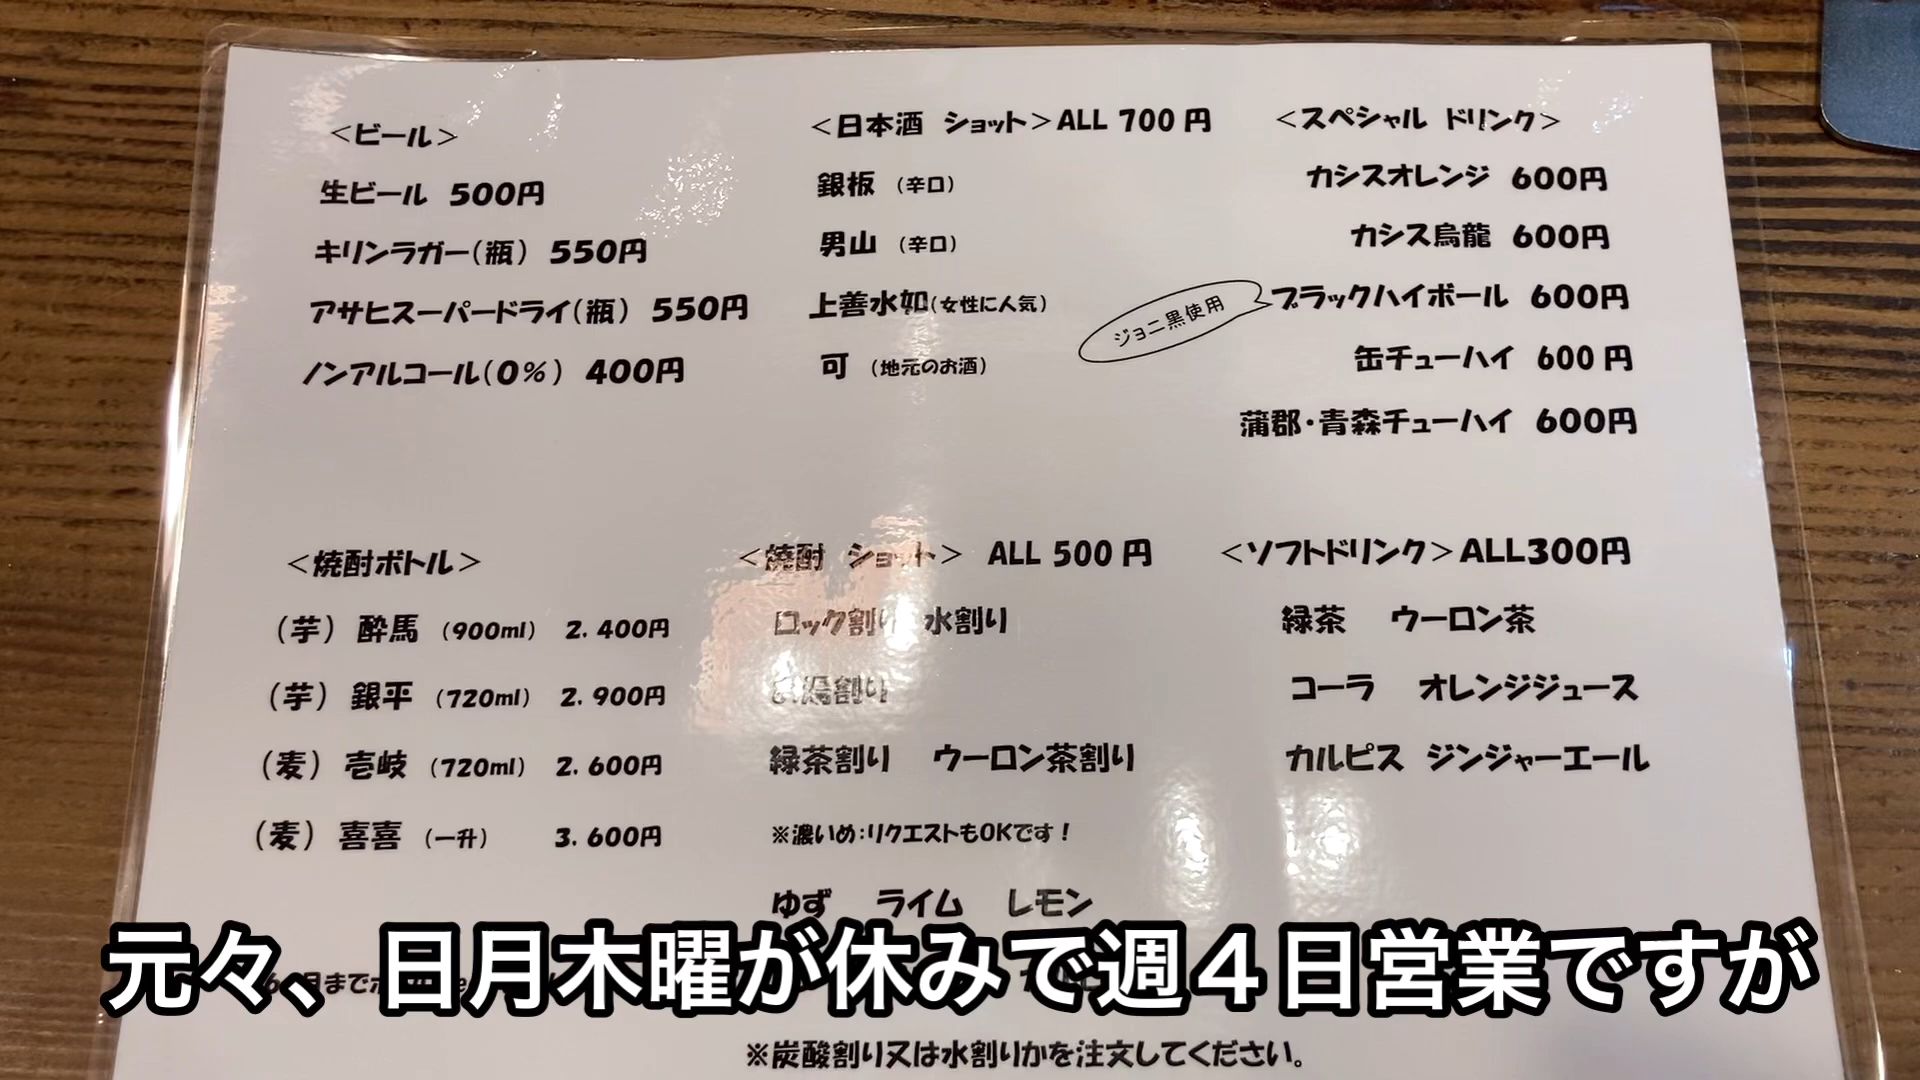 ＜ビール＞
生ビール 500円
キリンラガー（瓶） 550円
アサヒスーパードライ（瓶） 550円
ノンアルコール（0％） 400円
＜日本酒 ショット＞ALL 700 円
銀板 （辛口）
男山 （辛口）
上善水如（女性に人気）
可 （地元のお酒）
＜スペシャル ドリンク＞
カシスオレンジ 600円
カシス烏龍 600円
ジョニ黒使用
ブラックハイボール 600円
缶チューハイ 600 円
蒲郡・青森チューハイ 600円
＜焼酎ボトル＞
（芋） 酔馬 （900ml） 2.400円
（芋） 銀平 （720ml） 2.900円
（麦） 壱岐 （720ml） 2.600円
（麦） 喜喜 （一升） 3.600円
＜焼酎 ショット＞ ALL 500 円
ロック割り 水割り
湯割り
緑茶割り ウーロン茶割り
※濃いめ：リクエストもOKです！
ゆず ライム レモン
＜ソフトドリンク＞ALL300円
緑茶 ウーロン茶
コーラ オレンジジュース
カルピス ジンジャーエール
元々、日月木曜が休みで週４日営業ですが
※炭酸割り又は水割りかを注文してください。